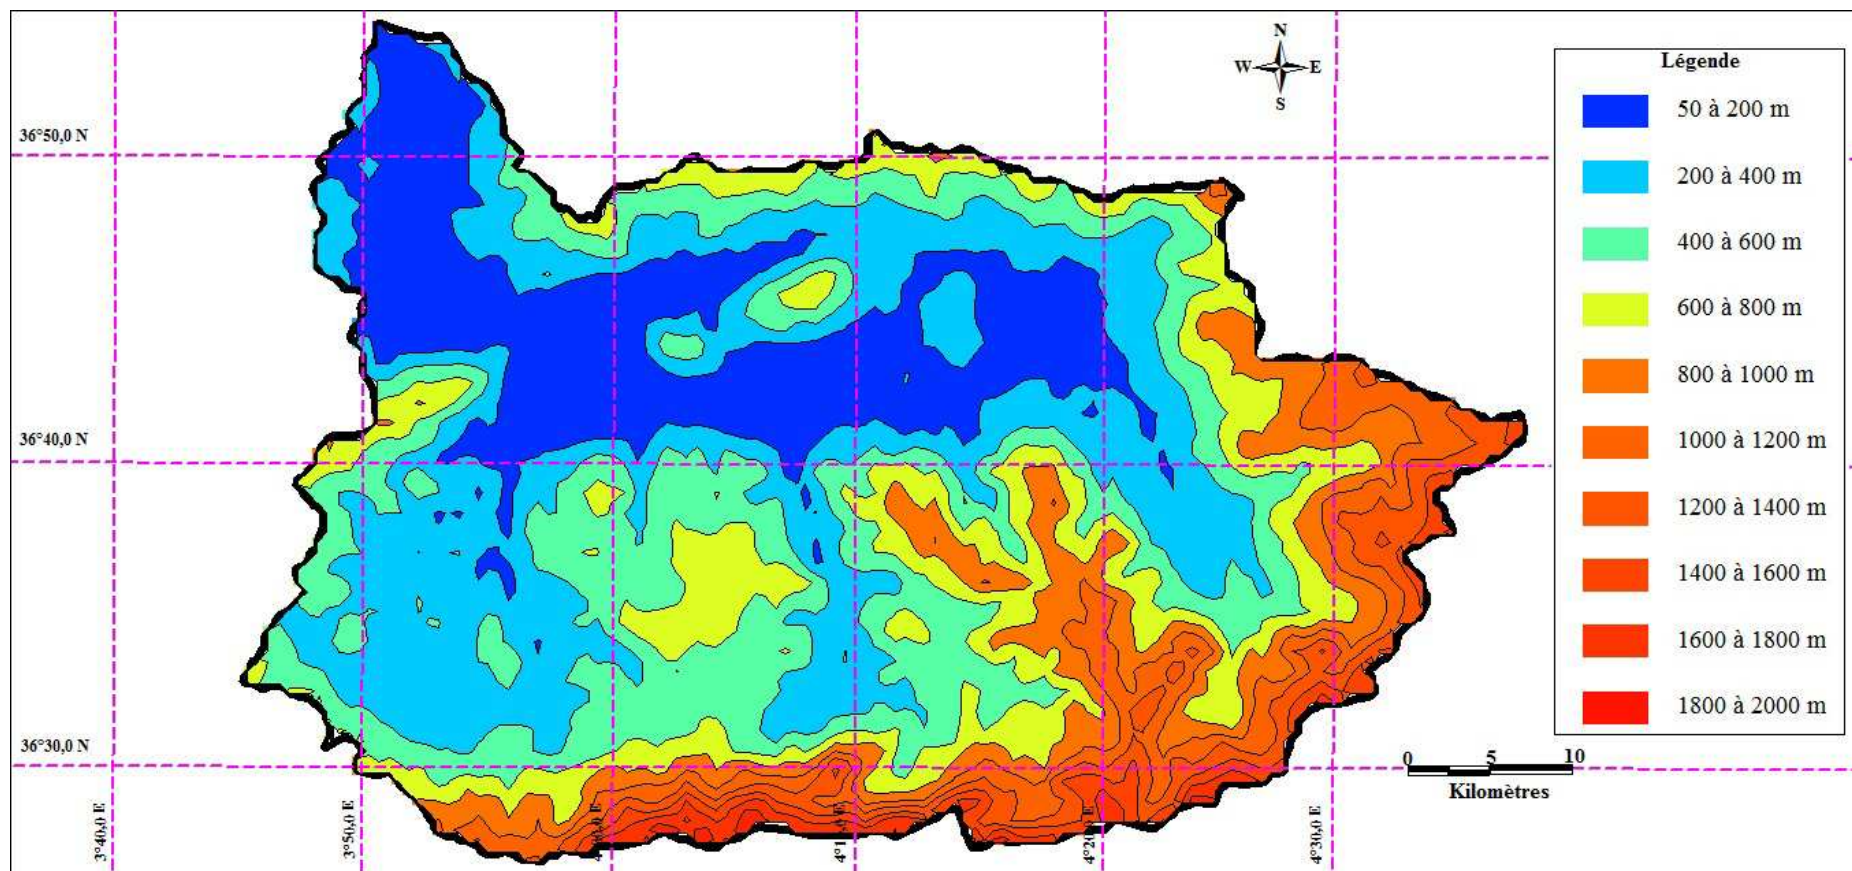 N
W E
S
Légende
50 à 200 m
200 à 400 m
400 à 600 m
600 à 800 m
800 à 1000 m
1000 à 1200 m
1200 à 1400 m
1400 à 1600 m
1600 à 1800 m
1800 à 2000 m
36°50,0 N
36°40,0 N
36°30,0 N
0 5 10
Kilomètres
3°40,0 E
3°50,0 E
4°20,0 E
4°30,0 E